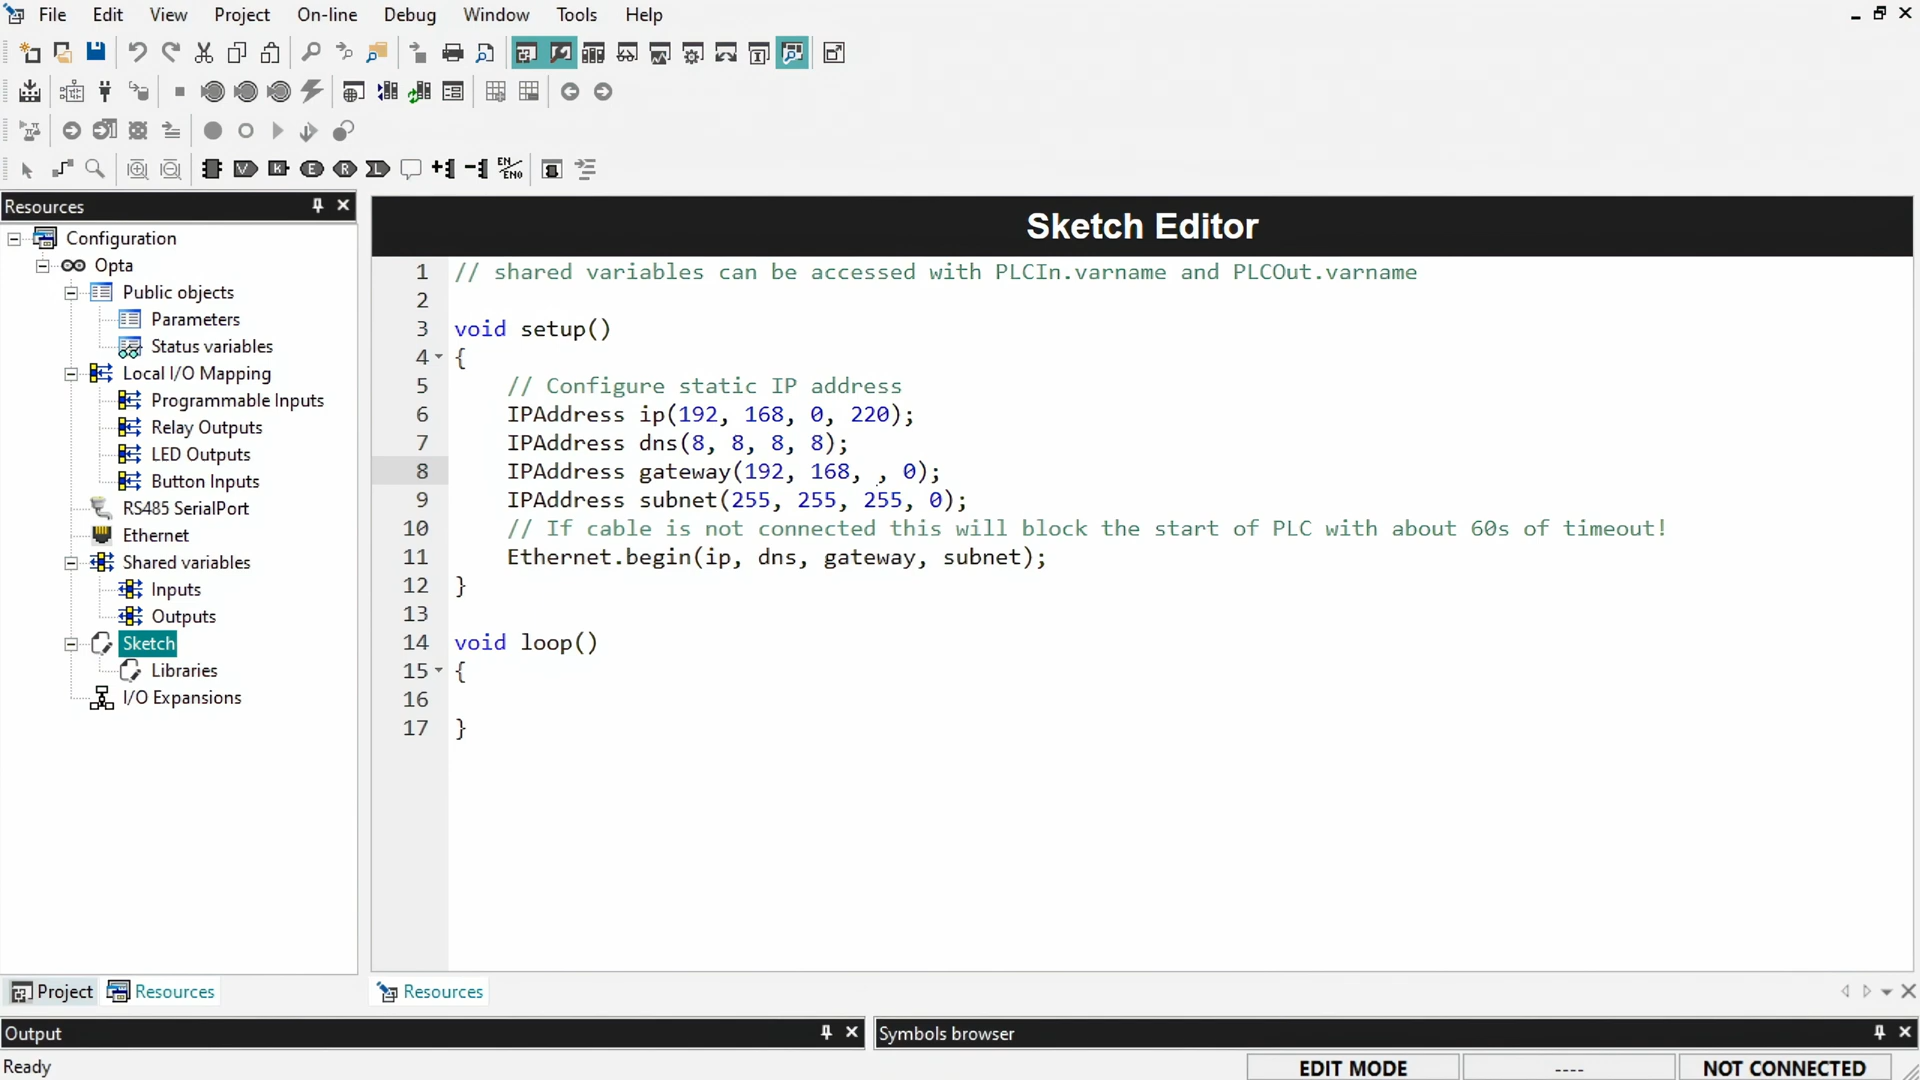 File Edit View Project On-line Debug Window Tools Help
EN/ENO
Resources
Configuration
Opta
Public objects
Parameters
Status variables
Local I/O Mapping
Programmable Inputs
Relay Outputs
LED Outputs
Button Inputs
RS485 SerialPort
Ethernet
Shared variables
Inputs
Outputs
Sketch
Libraries
I/O Expansions
Project Resources
Sketch Editor
1 // shared variables can be accessed with PLCIn.varname and PLCOut.varname
2
3 void setup()
4 {
5 // Configure static IP address
6 IPAddress ip(192, 168, 0, 220);
7 IPAddress dns(8, 8, 8, 8);
8 IPAddress gateway(192, 168, , 0);
9 IPAddress subnet(255, 255, 255, 0);
10 // If cable is not connected this will block the start of PLC with about 60s of timeout!
11 Ethernet.begin(ip, dns, gateway, subnet);
12 }
13
14 void loop()
15 {
16
17 }
Resources
Output
Symbols browser
Ready
EDIT MODE ---- NOT CONNECTED